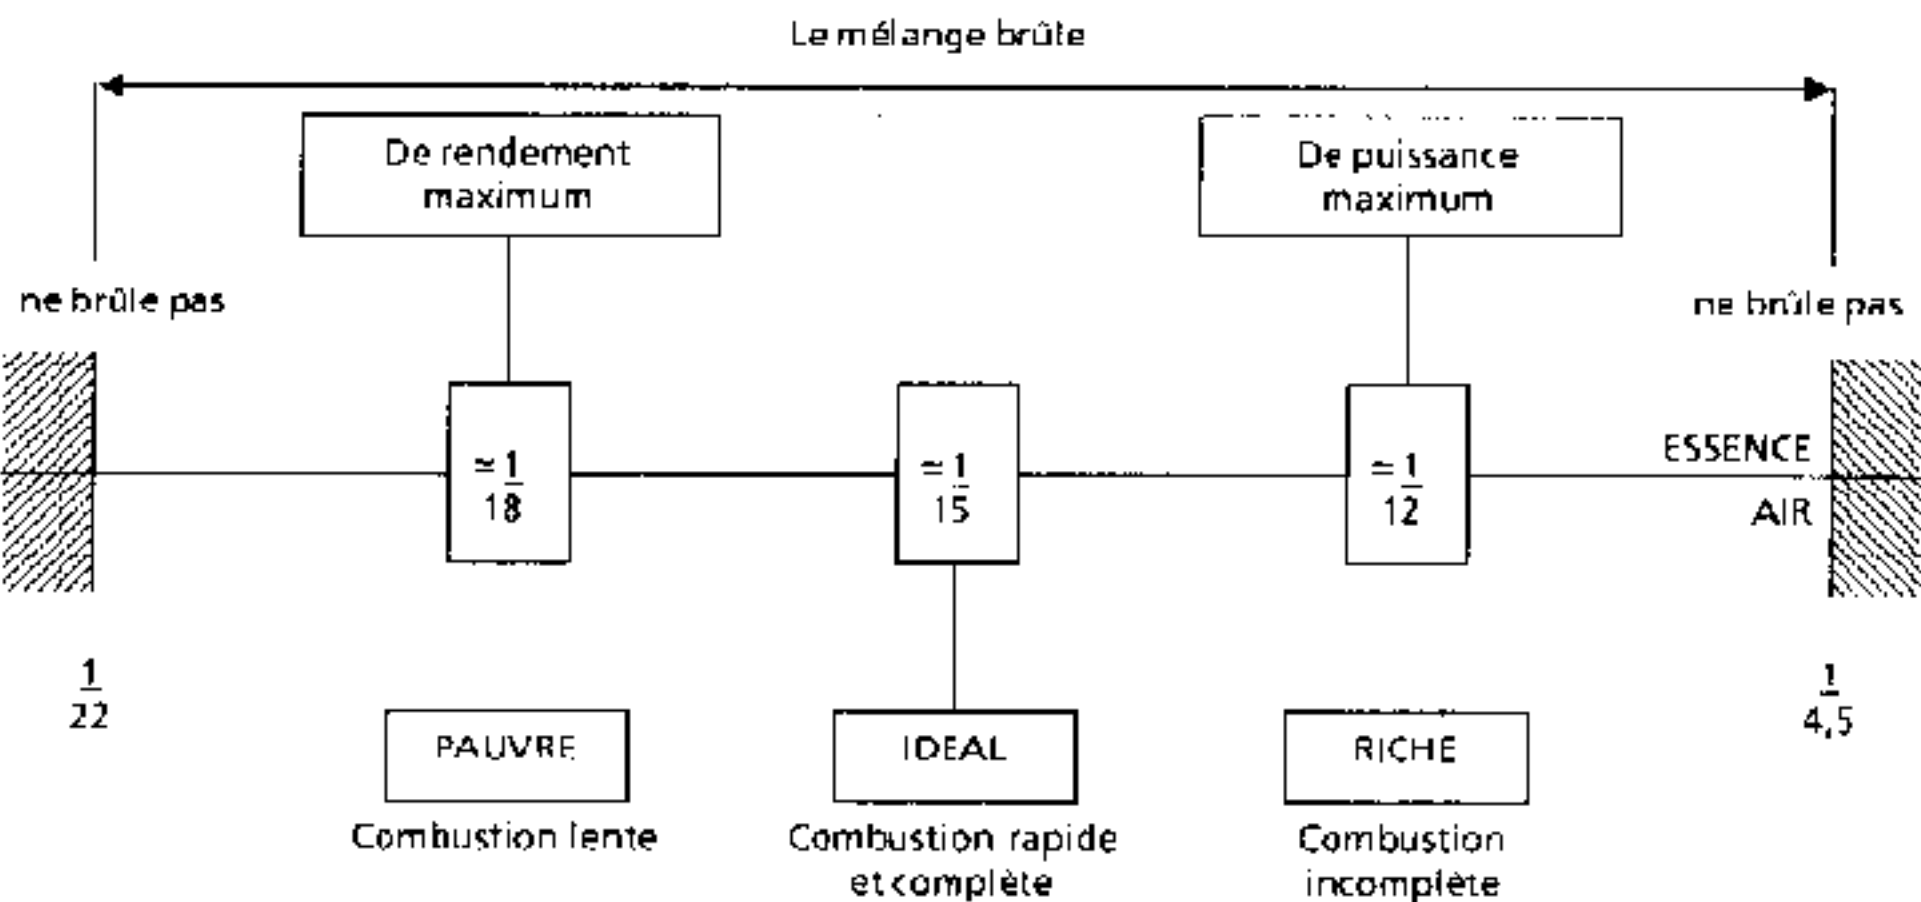 Le mélange brûle
De rendement
maximum
De puissance
maximum
ne brûle pas
ne brûle pas
≃ 1
18
≃ 1
15
≃ 1
12
ESSENCE
AIR
1
22
1
4,5
PAUVRE
IDEAL
RICHE
Combustion lente
Combustion rapide
et complète
Combustion
incomplète